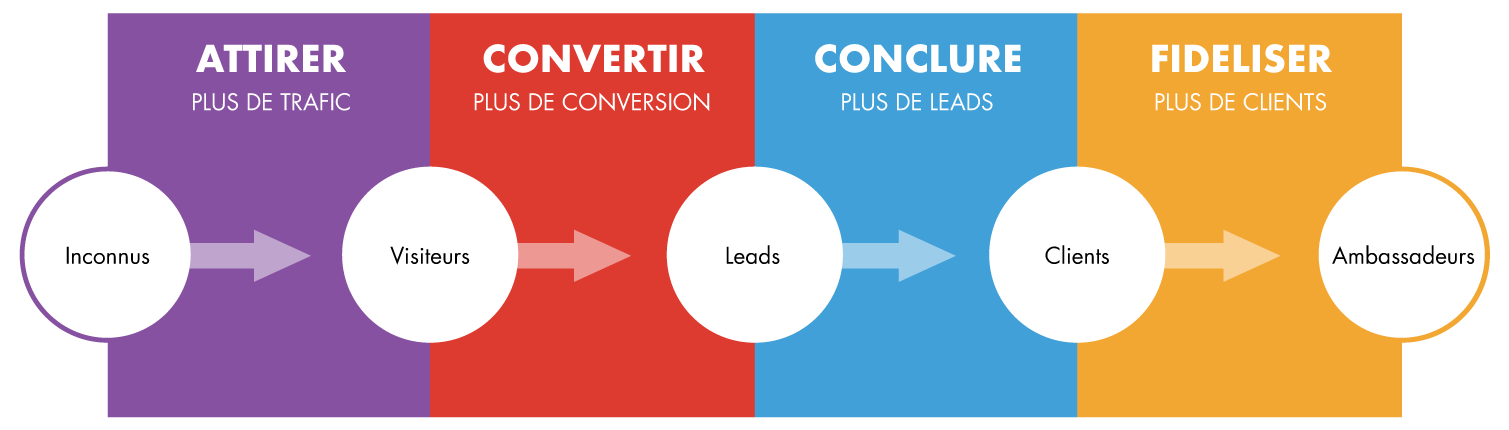 ATTIRER
PLUS DE TRAFIC
CONVERTIR
PLUS DE CONVERSION
CONCLURE
PLUS DE LEADS
FIDELISER
PLUS DE CLIENTS
Inconnus
Visiteurs
Leads
Clients
Ambassadeurs